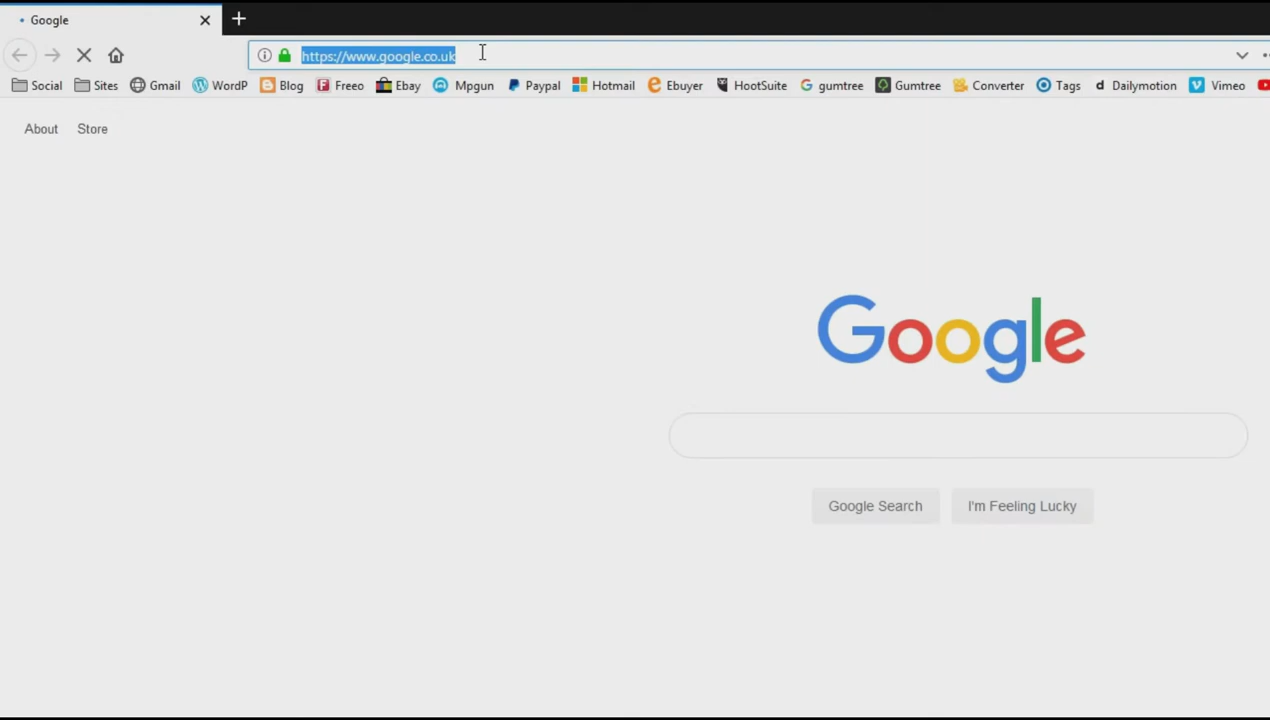 Google
https://www.google.co.uk
Social Sites Gmail WordP Blog Freeo Ebay Mpgun Paypal Hotmail Ebuyer HootSuite gumtree Gumtree Converter Tags Dailymotion Vimeo
About Store
Google
Google Search I'm Feeling Lucky